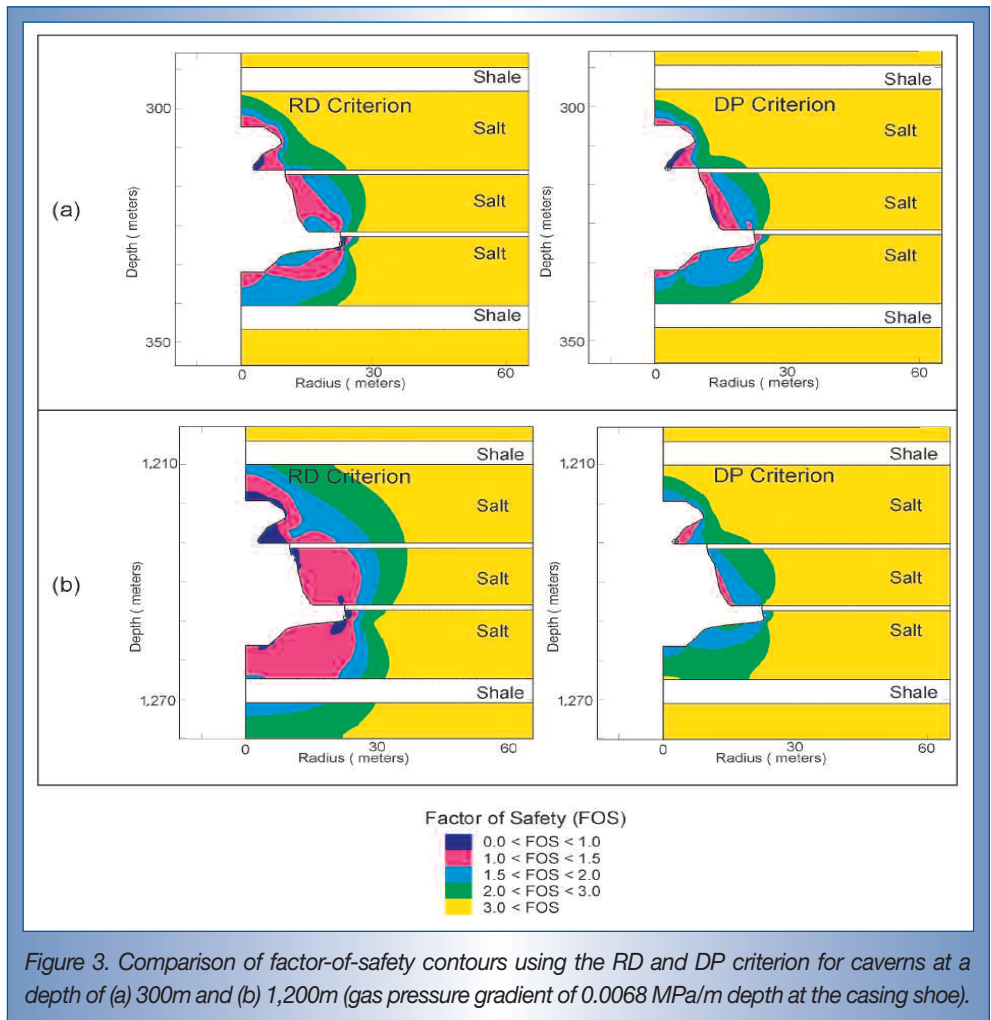 (a)
Depth (meters)
300
350
Shale
RD Criterion
Salt
Salt
Salt
Shale
0
30
60
Radius ( meters)
Depth (meters)
300
350
Shale
DP Criterion
Salt
Salt
Salt
Shale
0
30
60
Radius ( meters)
(b)
Depth ( meters)
1,210
1,270
Shale
RD Criterion
Salt
Salt
Salt
Shale
0
30
60
Radius ( meters)
Depth ( meters)
1,210
1,270
Shale
DP Criterion
Salt
Salt
Salt
Shale
0
30
60
Radius ( meters)
Factor of Safety (FOS)
0.0 < FOS < 1.0
1.0 < FOS < 1.5
1.5 < FOS < 2.0
2.0 < FOS < 3.0
3.0 < FOS
Figure 3. Comparison of factor-of-safety contours using the RD and DP criterion for caverns at a
depth of (a) 300m and (b) 1,200m (gas pressure gradient of 0.0068 MPa/m depth at the casing shoe).